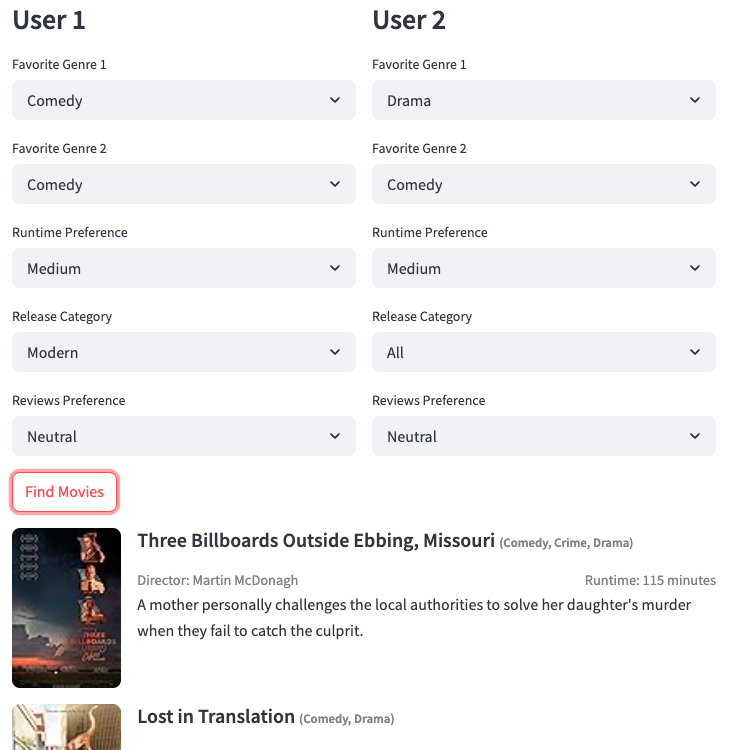 User 1
User 2
Favorite Genre 1
Favorite Genre 1
Comedy
Drama
Favorite Genre 2
Favorite Genre 2
Comedy
Comedy
Runtime Preference
Runtime Preference
Medium
Medium
Release Category
Release Category
Modern
All
Reviews Preference
Reviews Preference
Neutral
Neutral
Find Movies
Three Billboards Outside Ebbing, Missouri (Comedy, Crime, Drama)
Director: Martin McDonagh
Runtime: 115 minutes
A mother personally challenges the local authorities to solve her daughter's murder
when they fail to catch the culprit.
Lost in Translation (Comedy, Drama)